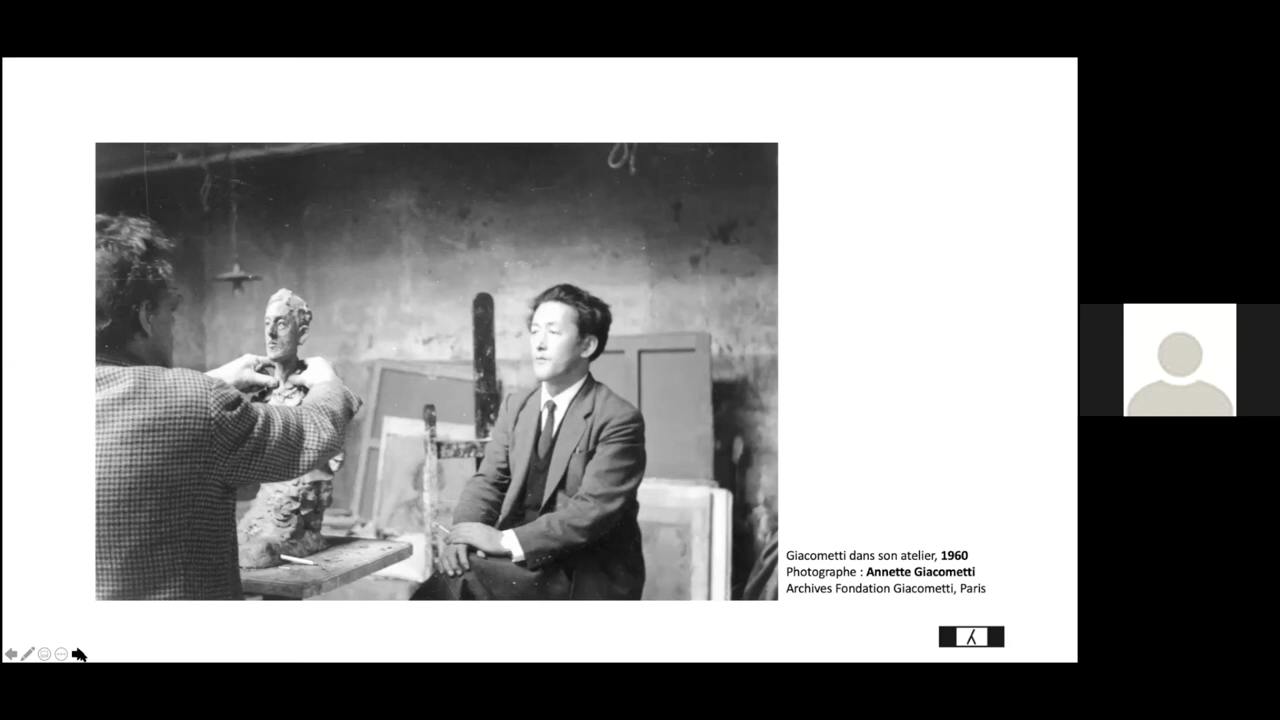 Giacometti dans son atelier, 1960
Photographe : Annette Giacometti
Archives Fondation Giacometti, Paris